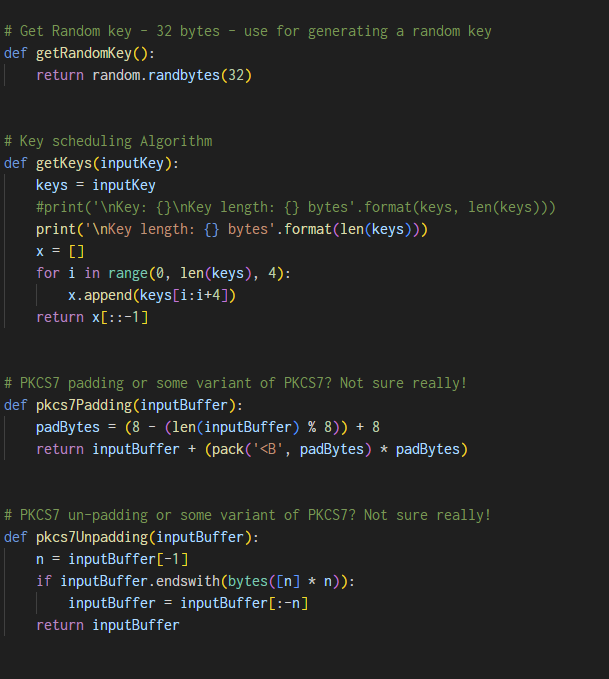 # Get Random key - 32 bytes - use for generating a random key
def getRandomKey():
    return random.randbytes(32)
# Key scheduling Algorithm
def getKeys(inputKey):
    keys = inputKey
    #print('\nKey: {}\nKey length: {} bytes'.format(keys, len(keys)))
    print('\nKey length: {} bytes'.format(len(keys)))
    x = []
    for i in range(0, len(keys), 4):
        x.append(keys[i:i+4])
    return x[::-1]
# PKCS7 padding or some variant of PKCS7? Not sure really!
def pkcs7Padding(inputBuffer):
    padBytes = (8 - (len(inputBuffer) % 8)) + 8
    return inputBuffer + (pack('<B', padBytes) * padBytes)
# PKCS7 un-padding or some variant of PKCS7? Not sure really!
def pkcs7Unpadding(inputBuffer):
    n = inputBuffer[-1]
    if inputBuffer.endswith(bytes([n] * n)):
        inputBuffer = inputBuffer[:-n]
    return inputBuffer